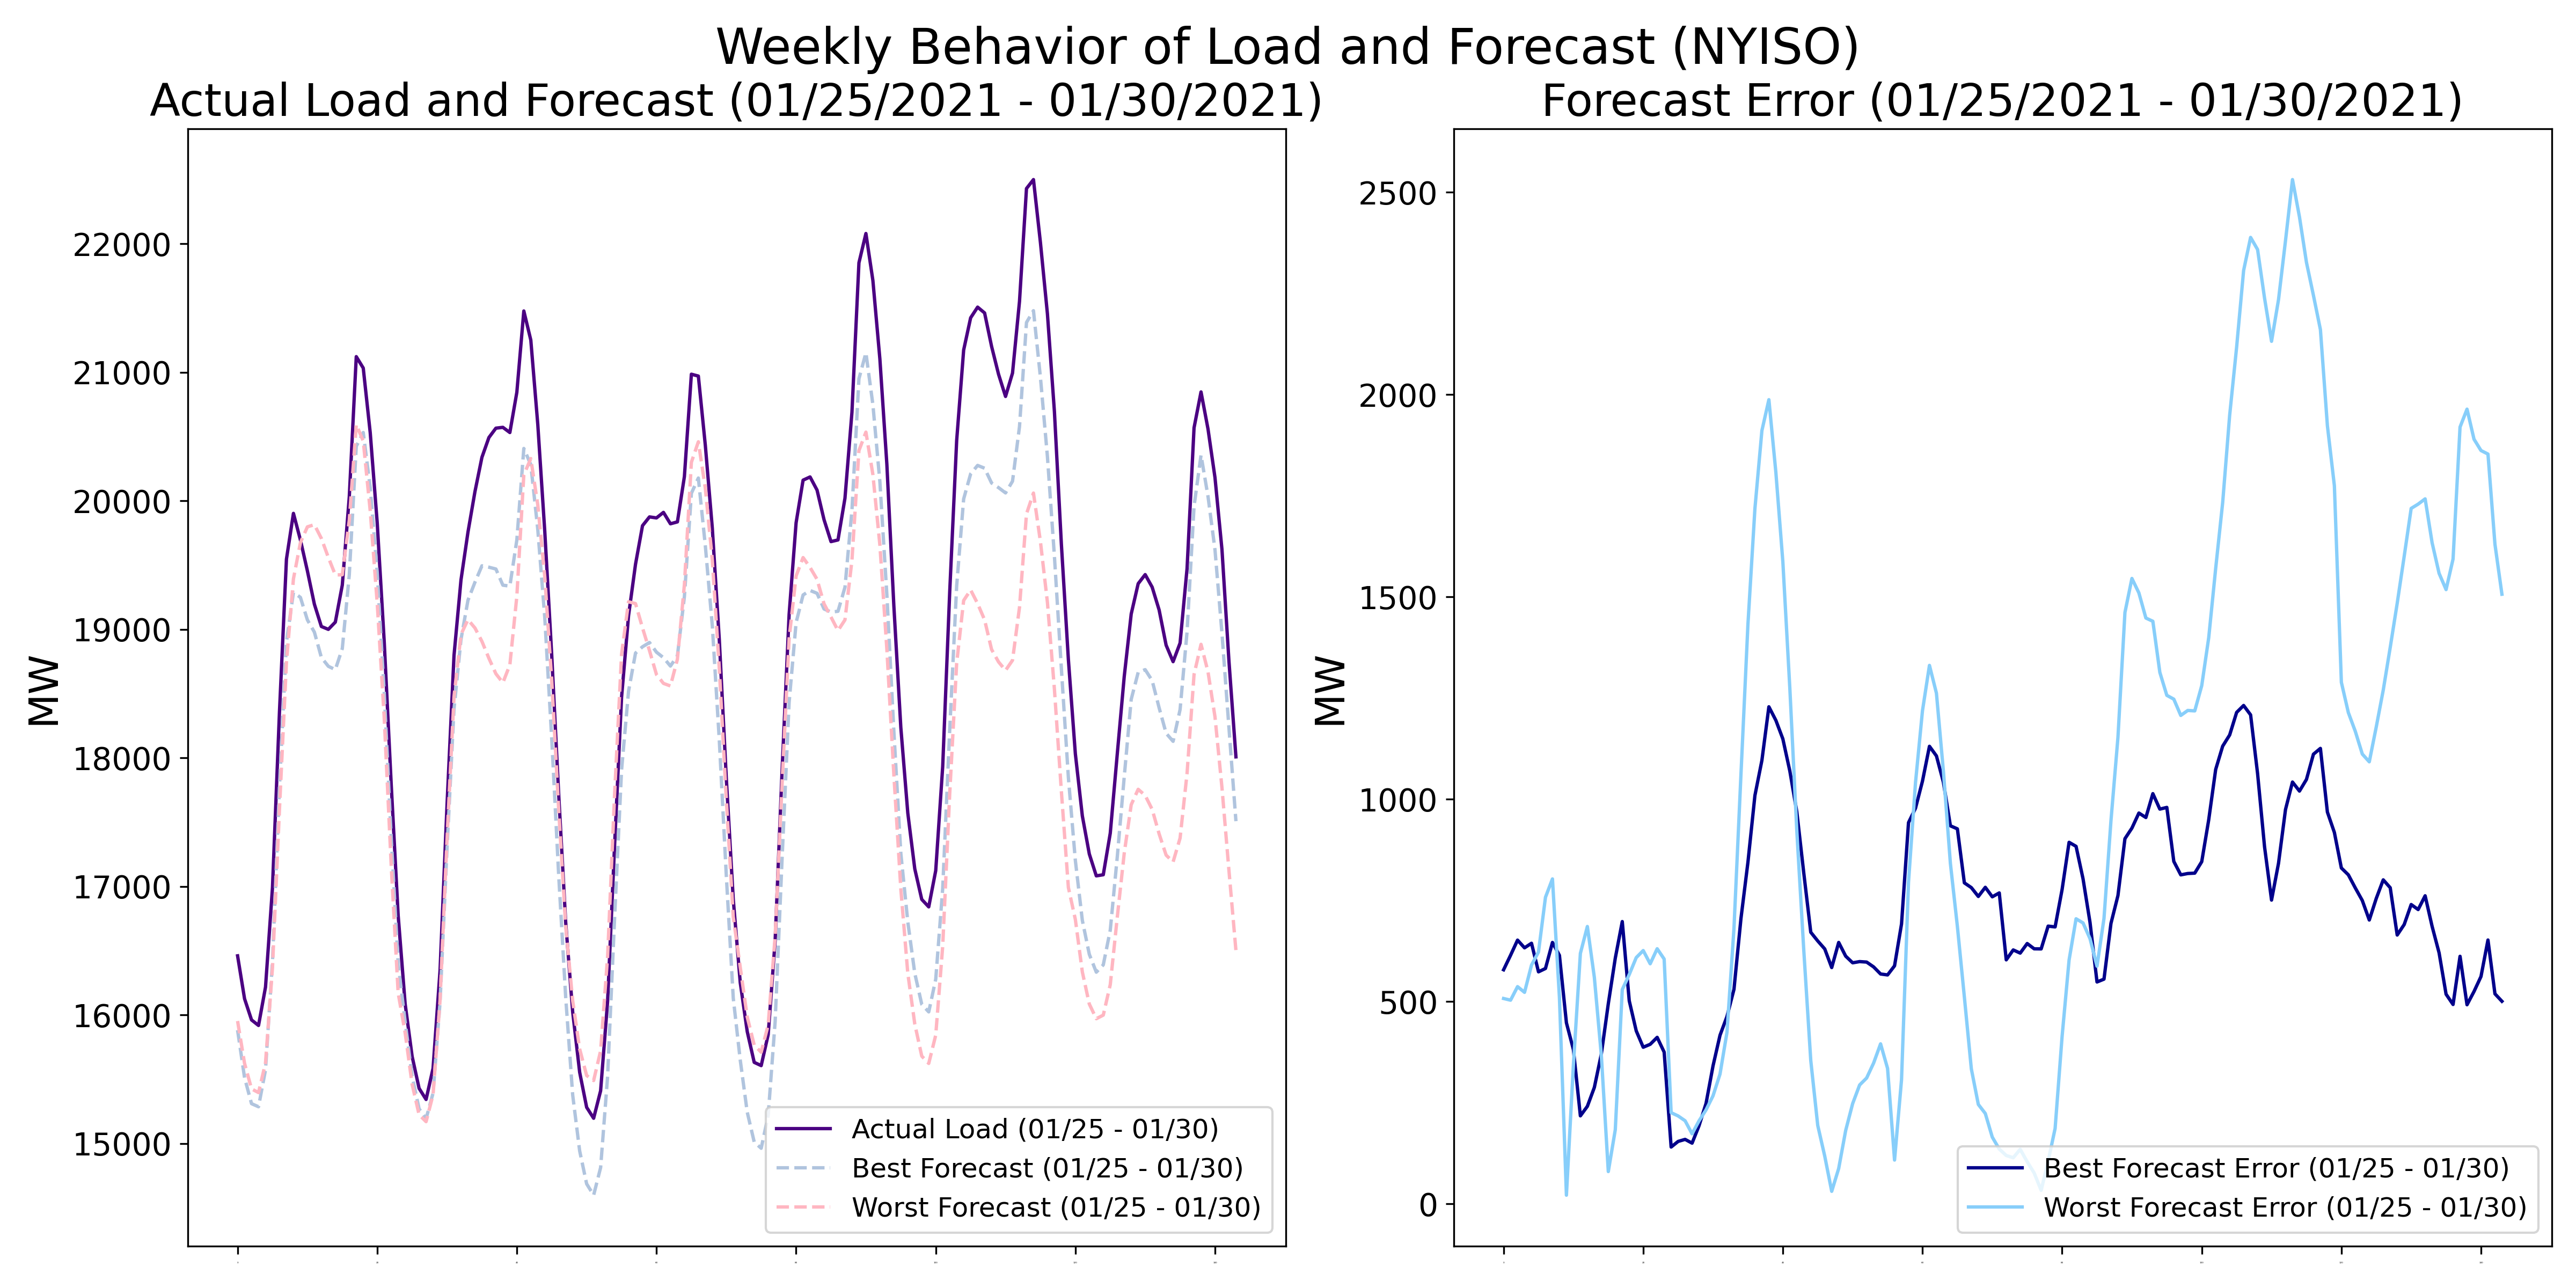 Weekly Behavior of Load and Forecast (NYISO)
Actual Load and Forecast (01/25/2021 - 01/30/2021)
MW
22000
21000
20000
19000
18000
17000
16000
15000
Actual Load (01/25 - 01/30)
Best Forecast (01/25 - 01/30)
Worst Forecast (01/25 - 01/30)
Forecast Error (01/25/2021 - 01/30/2021)
MW
2500
2000
1500
1000
500
0
Best Forecast Error (01/25 - 01/30)
Worst Forecast Error (01/25 - 01/30)